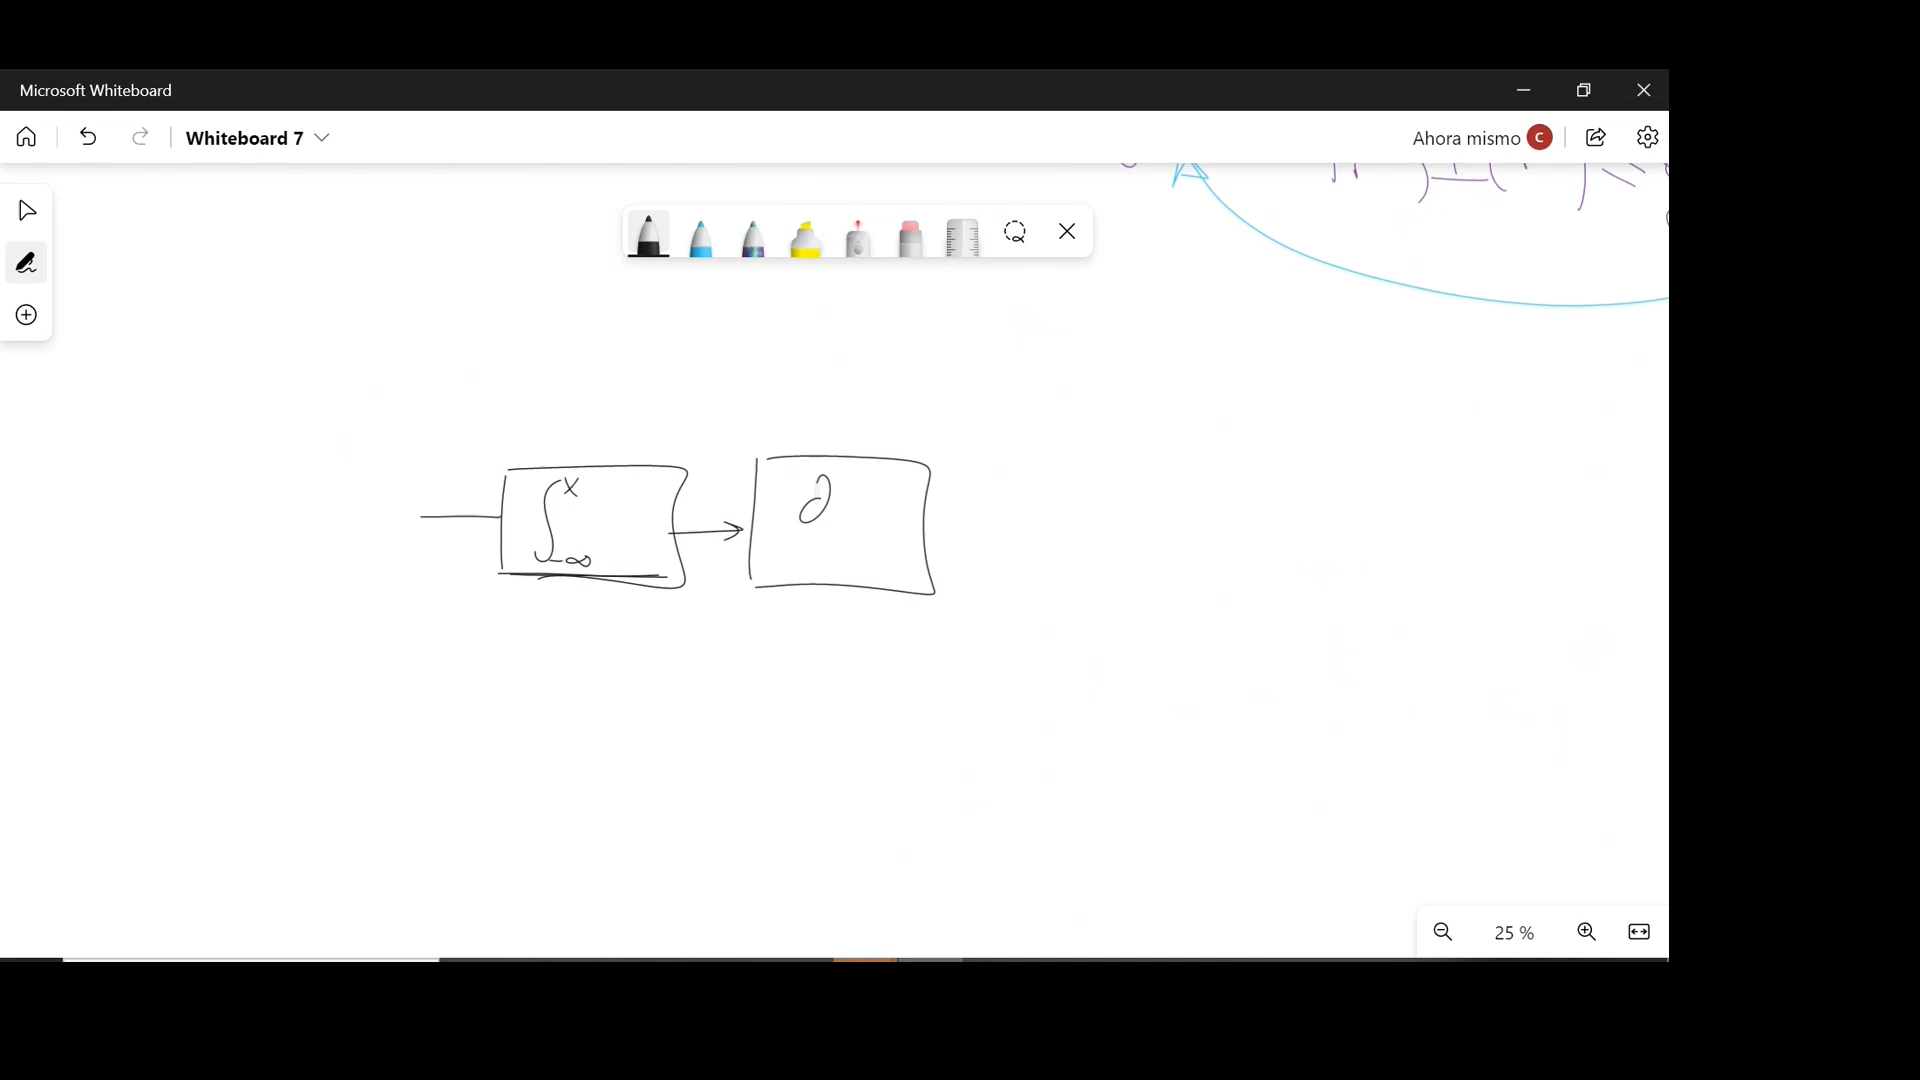 Microsoft Whiteboard
Whiteboard 7
Ahora mismo C
∫
x
-∞
∂
25 %